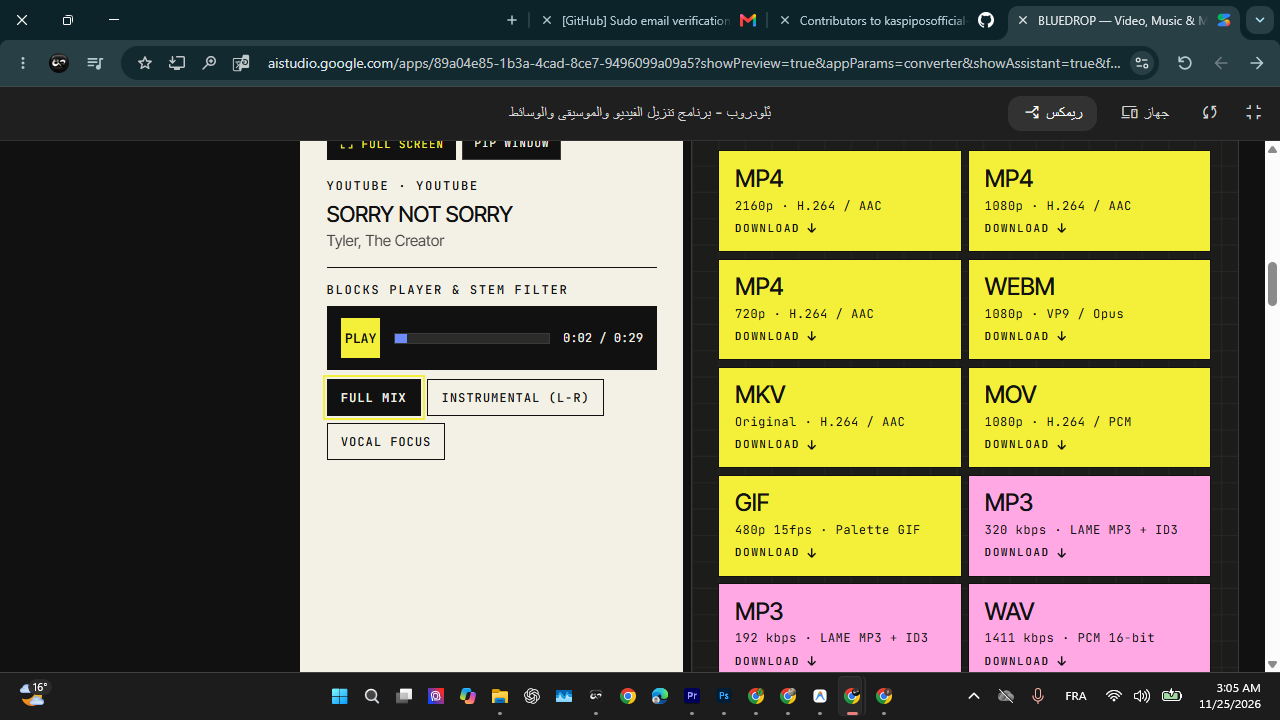 [GitHub] Sudo email verification
Contributors to kaspiposofficial
BLUEDROP — Video, Music & M
aistudio.google.com/apps/89a04e85-1b3a-4cad-8ce7-9496099a09a5?showPreview=true&appParams=converter&showAssistant=true&f...
بْلودروب - برنامج تنزيل الفيديو والموسيقى والوسائط
جهاز
ريمكس
FULL SCREEN
PIP WINDOW
YOUTUBE · YOUTUBE
SORRY NOT SORRY
Tyler, The Creator
BLOCKS PLAYER & STEM FILTER
PLAY
0:02 / 0:29
FULL MIX
INSTRUMENTAL (L-R)
VOCAL FOCUS
MP4
2160p · H.264 / AAC
DOWNLOAD ↓
MP4
1080p · H.264 / AAC
DOWNLOAD ↓
MP4
720p · H.264 / AAC
DOWNLOAD ↓
WEBM
1080p · VP9 / Opus
DOWNLOAD ↓
MKV
Original · H.264 / AAC
DOWNLOAD ↓
MOV
1080p · H.264 / PCM
DOWNLOAD ↓
GIF
480p 15fps · Palette GIF
DOWNLOAD ↓
MP3
320 kbps · LAME MP3 + ID3
DOWNLOAD ↓
MP3
192 kbps · LAME MP3 + ID3
DOWNLOAD ↓
WAV
1411 kbps · PCM 16-bit
DOWNLOAD ↓
16°
Pr
Ps
FRA
3:05 AM
11/25/2026